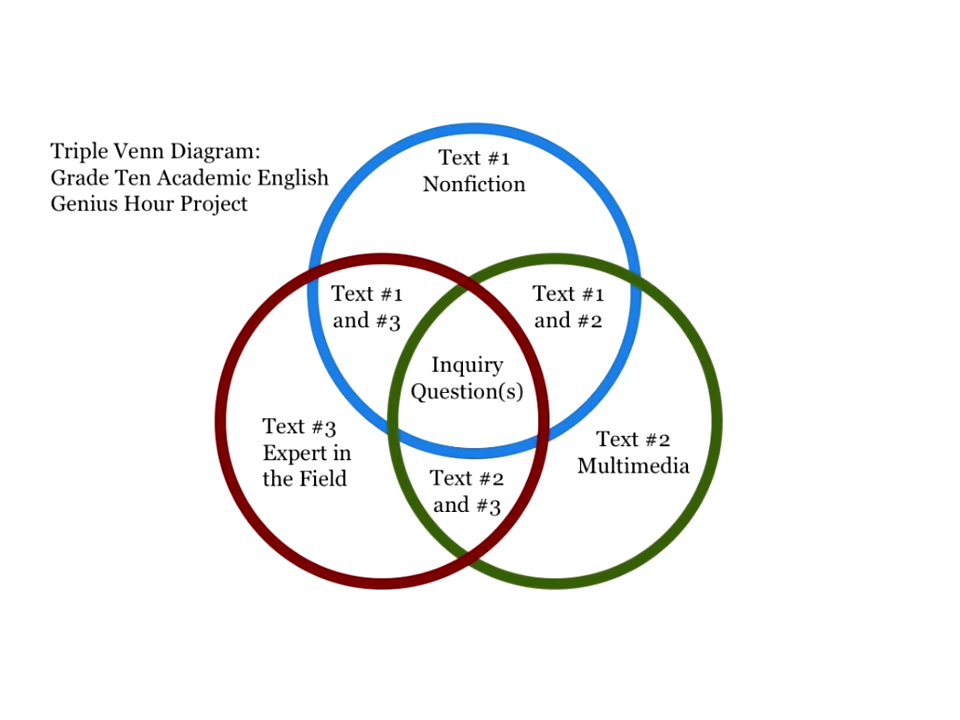 Triple Venn Diagram:
Grade Ten Academic English
Genius Hour Project
Text #1
Nonfiction
Text #1
and #3
Text #1
and #2
Inquiry
Question(s)
Text #3
Expert in
the Field
Text #2
Multimedia
Text #2
and #3